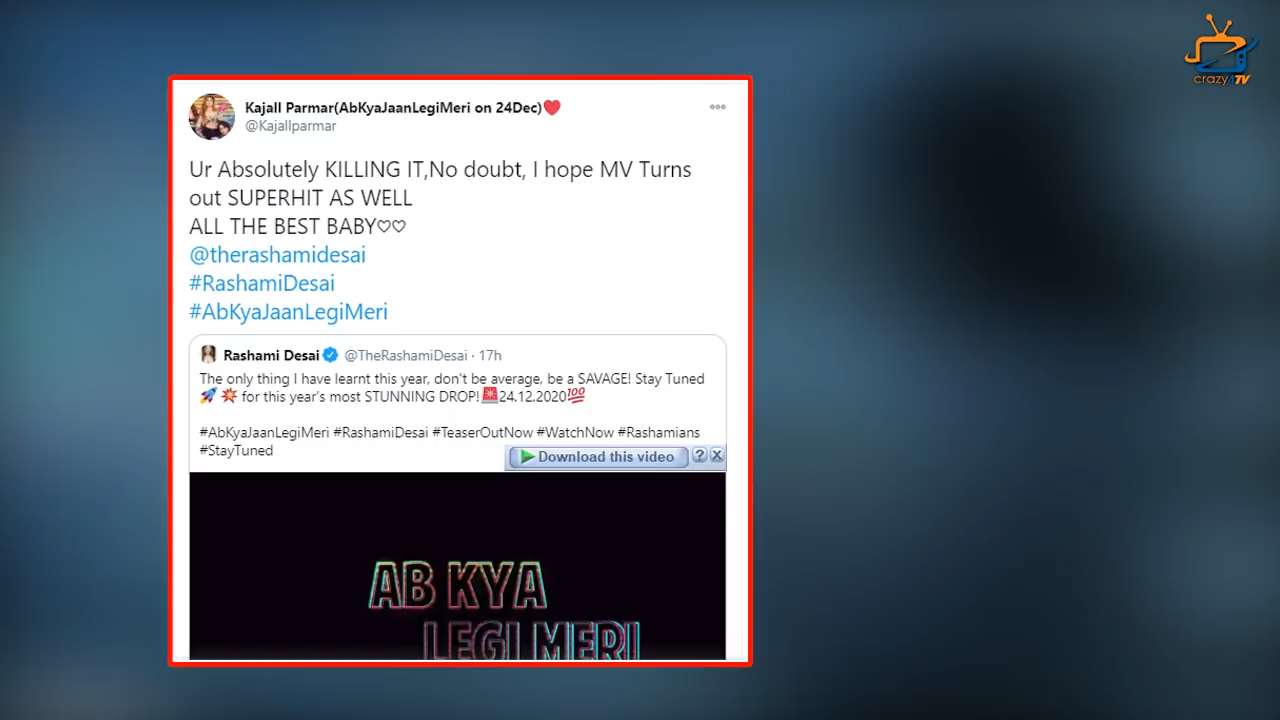 crazy4TV
Kajall Parmar(AbKyaJaanLegiMeri on 24Dec)❤
@Kajallparmar
Ur Absolutely KILLING IT,No doubt, I hope MV Turns
out SUPERHIT AS WELL
ALL THE BEST BABY♡♡
@therashamidesai
#RashamiDesai
#AbKyaJaanLegiMeri
Rashami Desai @TheRashamiDesai · 17h
The only thing I have learnt this year, don't be average, be a SAVAGE! Stay Tuned
🚀 💥 for this year's most STUNNING DROP!🚨24.12.2020💯
#AbKyaJaanLegiMeri #RashamiDesai #TeaserOutNow #WatchNow #Rashamians
#StayTuned
Download this video ? X
AB KYA
LEGI MERI